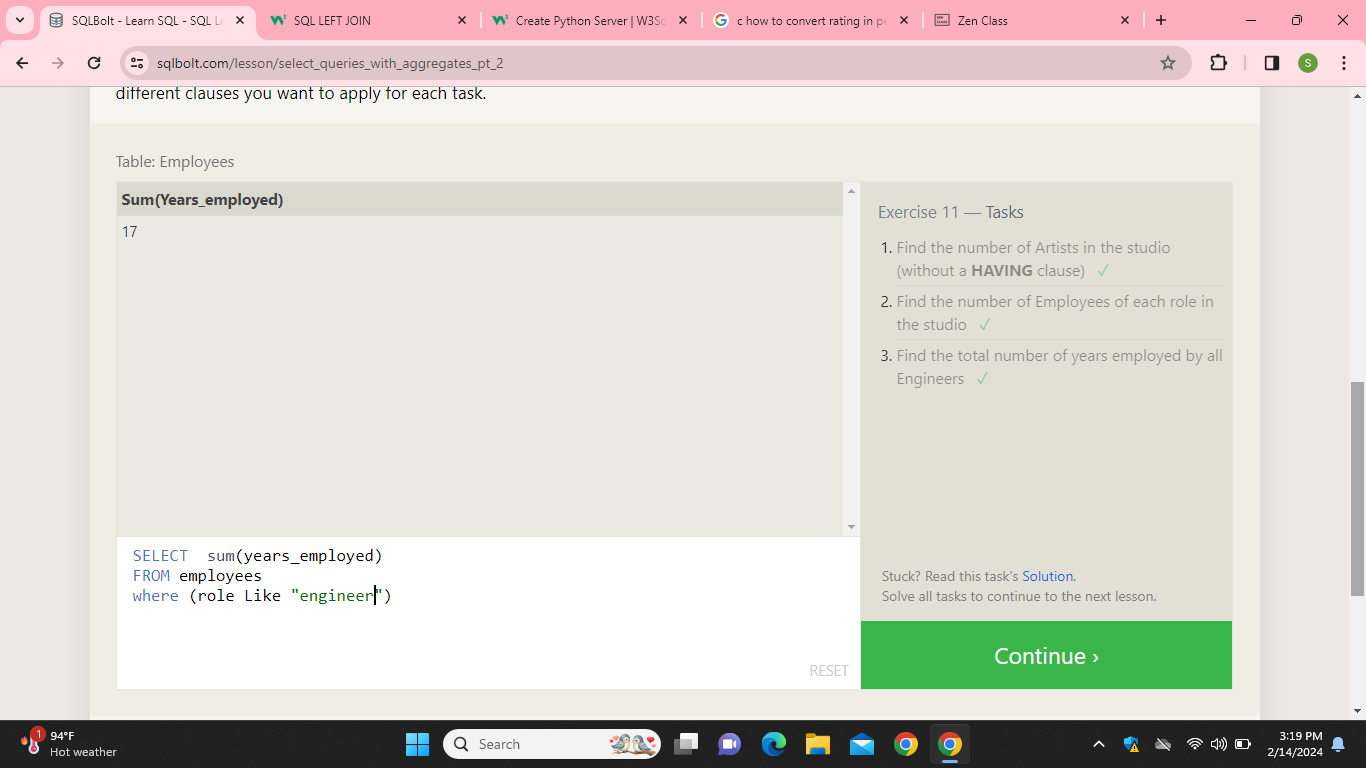 SQLBolt - Learn SQL - SQL L
SQL LEFT JOIN
Create Python Server | W3Sc
c how to convert rating in pe
Zen Class
sqlbolt.com/lesson/select_queries_with_aggregates_pt_2
S
different clauses you want to apply for each task.
Table: Employees
Sum(Years_employed)
17
Exercise 11 — Tasks
1. Find the number of Artists in the studio
(without a HAVING clause) ✓
2. Find the number of Employees of each role in
the studio ✓
3. Find the total number of years employed by all
Engineers ✓
SELECT sum(years_employed)
FROM employees
where (role Like "engineer")
RESET
Stuck? Read this task's Solution.
Solve all tasks to continue to the next lesson.
Continue ›
1
94°F
Hot weather
Search
3:19 PM
2/14/2024